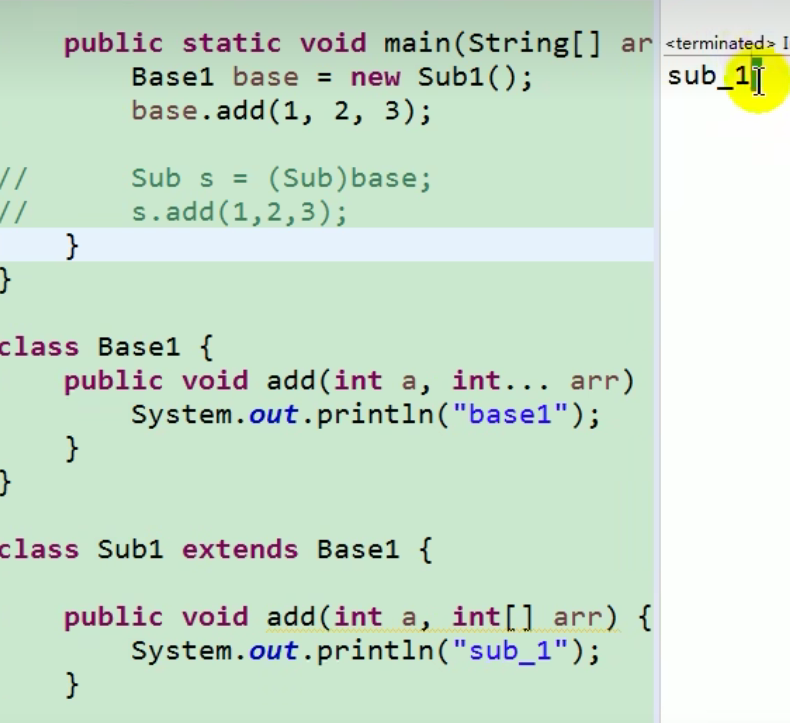 public static void main(String[] ar
Base1 base = new Sub1();
base.add(1, 2, 3);
// Sub s = (Sub)base;
// s.add(1,2,3);
}
}
class Base1 {
public void add(int a, int... arr)
System.out.println("base1");
}
}
class Sub1 extends Base1 {
public void add(int a, int[] arr) {
System.out.println("sub_1");
}
<terminated> I
sub_1